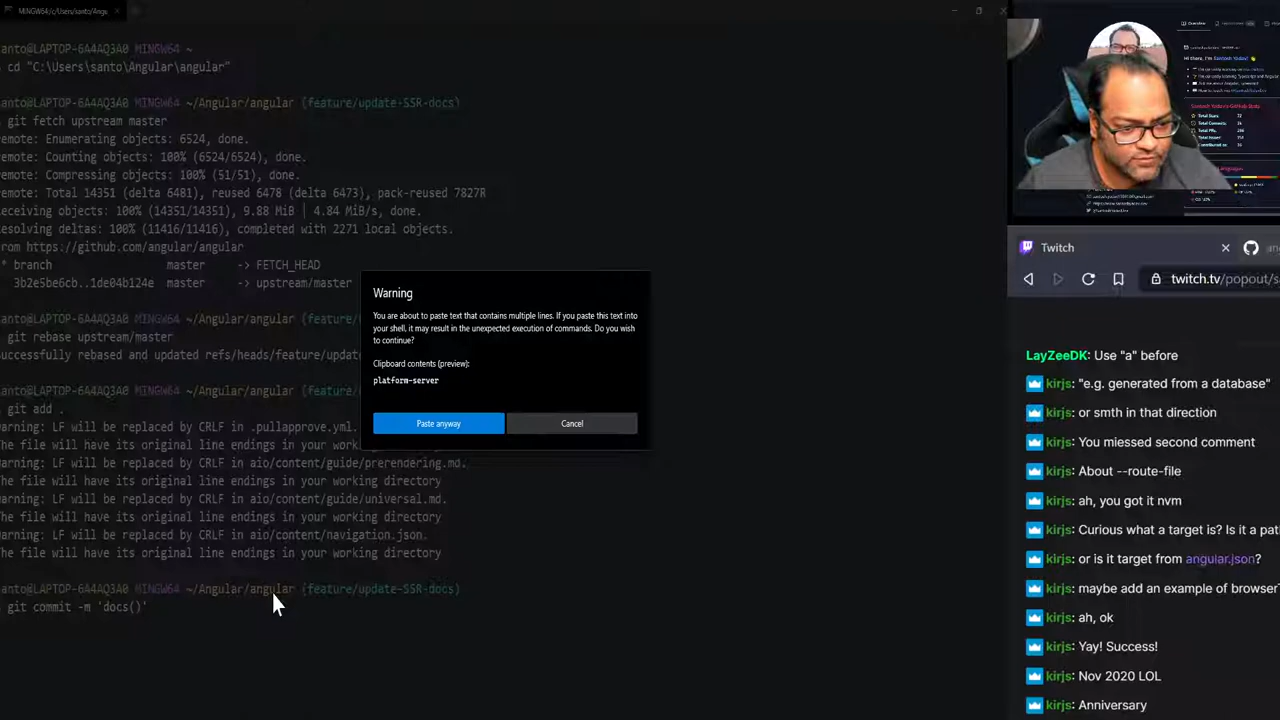 MINGW64:/c/Users/santo/Angu
anto@LAPTOP-6A4AQ3A0 MINGW64 ~
cd "C:\Users\santo\Angular\angular"
anto@LAPTOP-6A4AQ3A0 MINGW64 ~/Angular/angular (feature/update-SSR-docs)
git fetch upstream master
emote: Enumerating objects: 6524, done.
emote: Counting objects: 100% (6524/6524), done.
emote: Compressing objects: 100% (51/51), done.
emote: Total 14351 (delta 6481), reused 6478 (delta 6473), pack-reused 7827R
eceiving objects: 100% (14351/14351), 9.88 MiB | 4.84 MiB/s, done.
esolving deltas: 100% (11416/11416), completed with 2271 local objects.
rom https://github.com/angular/angular
* branch master -> FETCH_HEAD
3b2e5be6cb..1de04b124e master -> upstream/master
anto@LAPTOP-6A4AQ3A0 MINGW64 ~/Angular/angular (feature/u
git rebase upstream/master
uccessfully rebased and updated refs/heads/feature/update
anto@LAPTOP-6A4AQ3A0 MINGW64 ~/Angular/angular (feature/u
git add .
arning: LF will be replaced by CRLF in .pullapprove.yml.
he file will have its original line endings in your work
arning: LF will be replaced by CRLF in aio/content/guide/prerendering.md.
he file will have its original line endings in your working directory
arning: LF will be replaced by CRLF in aio/content/guide/universal.md.
he file will have its original line endings in your working directory
arning: LF will be replaced by CRLF in aio/content/navigation.json.
he file will have its original line endings in your working directory
anto@LAPTOP-6A4AQ3A0 MINGW64 ~/Angular/angular (feature/update-SSR-docs)
git commit -m 'docs()'
Warning
You are about to paste text that contains multiple lines. If you paste this text into
your shell, it may result in the unexpected execution of commands. Do you wish
to continue?
Clipboard contents (preview):
platform-server
Paste anyway
Cancel
Twitch
twitch.tv/popout/s
LayZeeDK: Use "a" before
kirjs: "e.g. generated from a database"
kirjs: or smth in that direction
kirjs: You miessed second comment
kirjs: About --route-file
kirjs: ah, you got it nvm
kirjs: Curious what a target is? Is it a pat
kirjs: or is it target from angular.json?
kirjs: maybe add an example of browser
kirjs: ah, ok
kirjs: Yay! Success!
kirjs: Nov 2020 LOL
kirjs: Anniversary